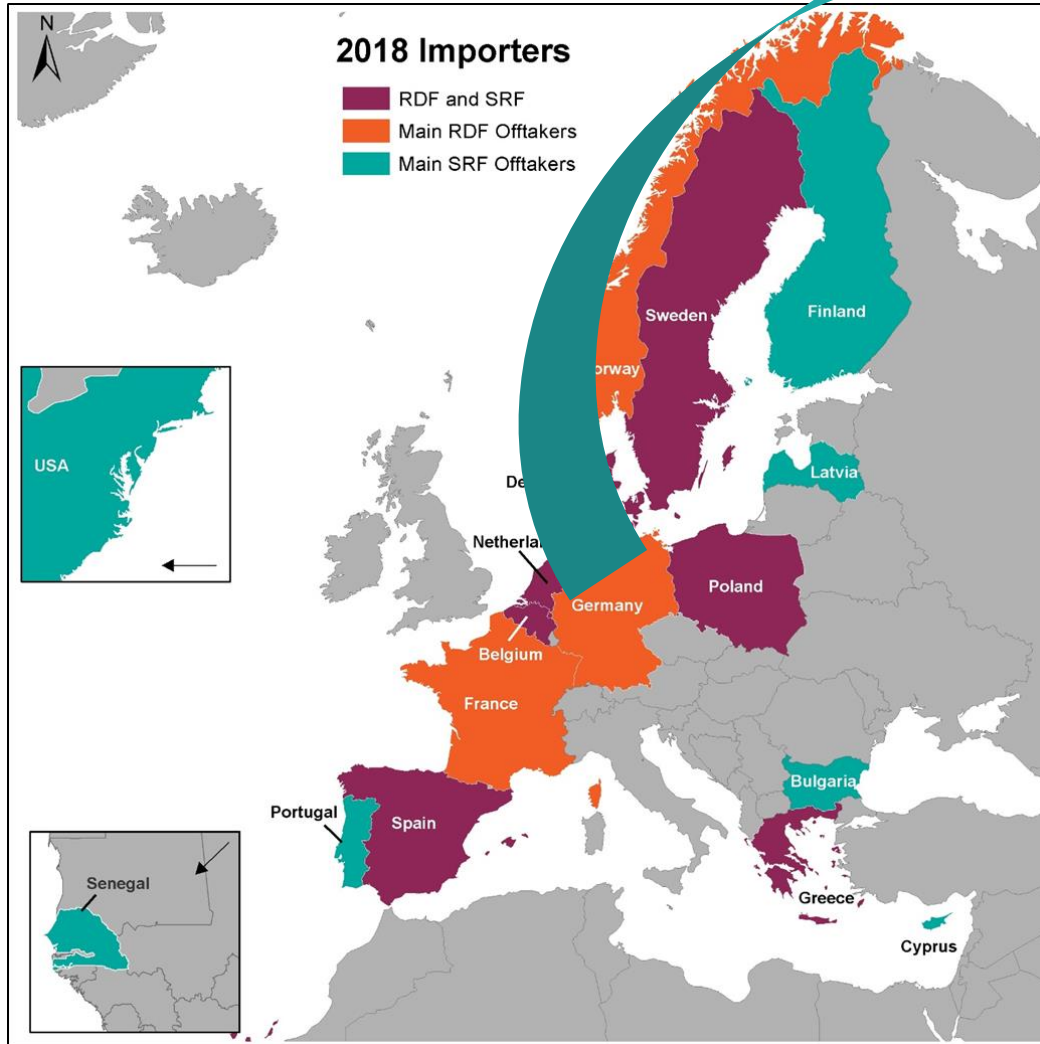 N
2018 Importers
RDF and SRF
Main RDF Offtakers
Main SRF Offtakers
Sweden
Finland
USA
Latvia
Poland
Germany
Belgium
France
Bulgaria
Portugal
Spain
Senegal
Greece
Cyprus